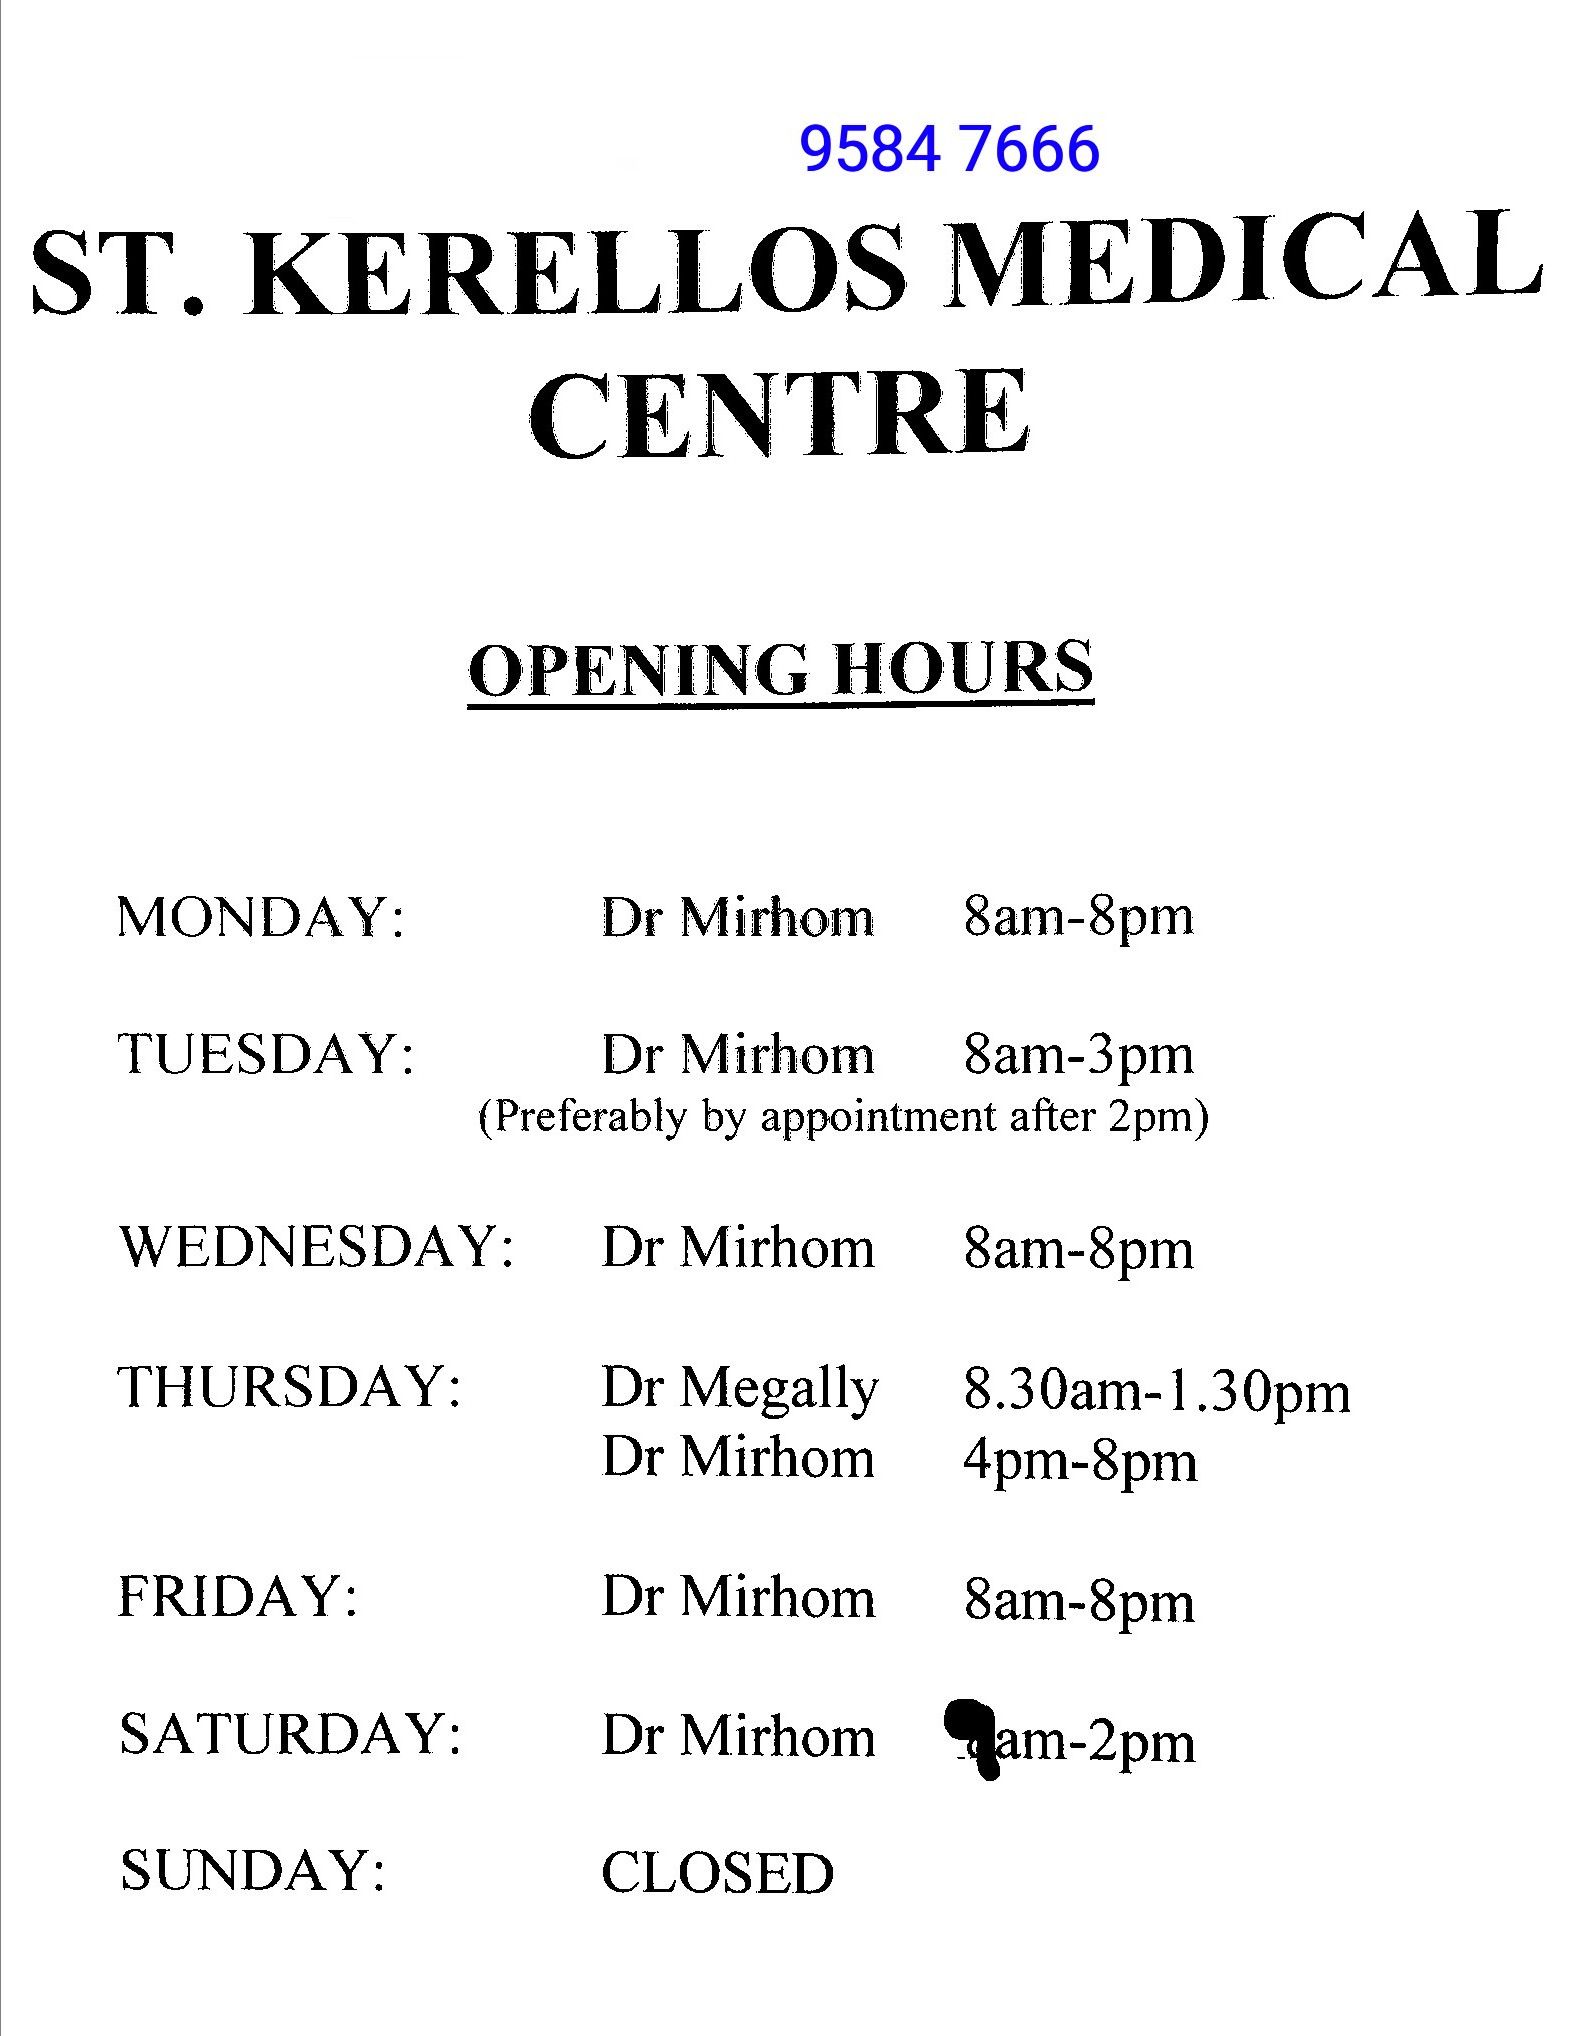 9584 7666
ST. KERELLOS MEDICAL
CENTRE
OPENING HOURS
MONDAY: Dr Mirhom 8am-8pm
TUESDAY: Dr Mirhom 8am-3pm
(Preferably by appointment after 2pm)
WEDNESDAY: Dr Mirhom 8am-8pm
THURSDAY: Dr Megally 8.30am-1.30pm
Dr Mirhom 4pm-8pm
FRIDAY: Dr Mirhom 8am-8pm
SATURDAY: Dr Mirhom 9am-2pm
SUNDAY: CLOSED